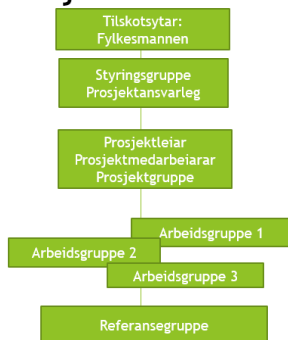 Tilskotsytar:
Fylkesmannen
Styringsgruppe
Prosjektansvarleg
Prosjektleiar
Prosjektmedarbeiarar
Prosjektgruppe
Arbeidsgruppe 1
Arbeidsgruppe 2
Arbeidsgruppe 3
Referansegruppe